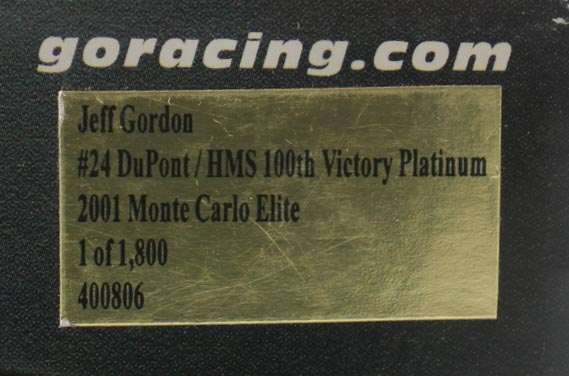 goracing.com
Jeff Gordon
#24 DuPont / HMS 100th Victory Platinum
2001 Monte Carlo Elite
1 of 1,800
400806